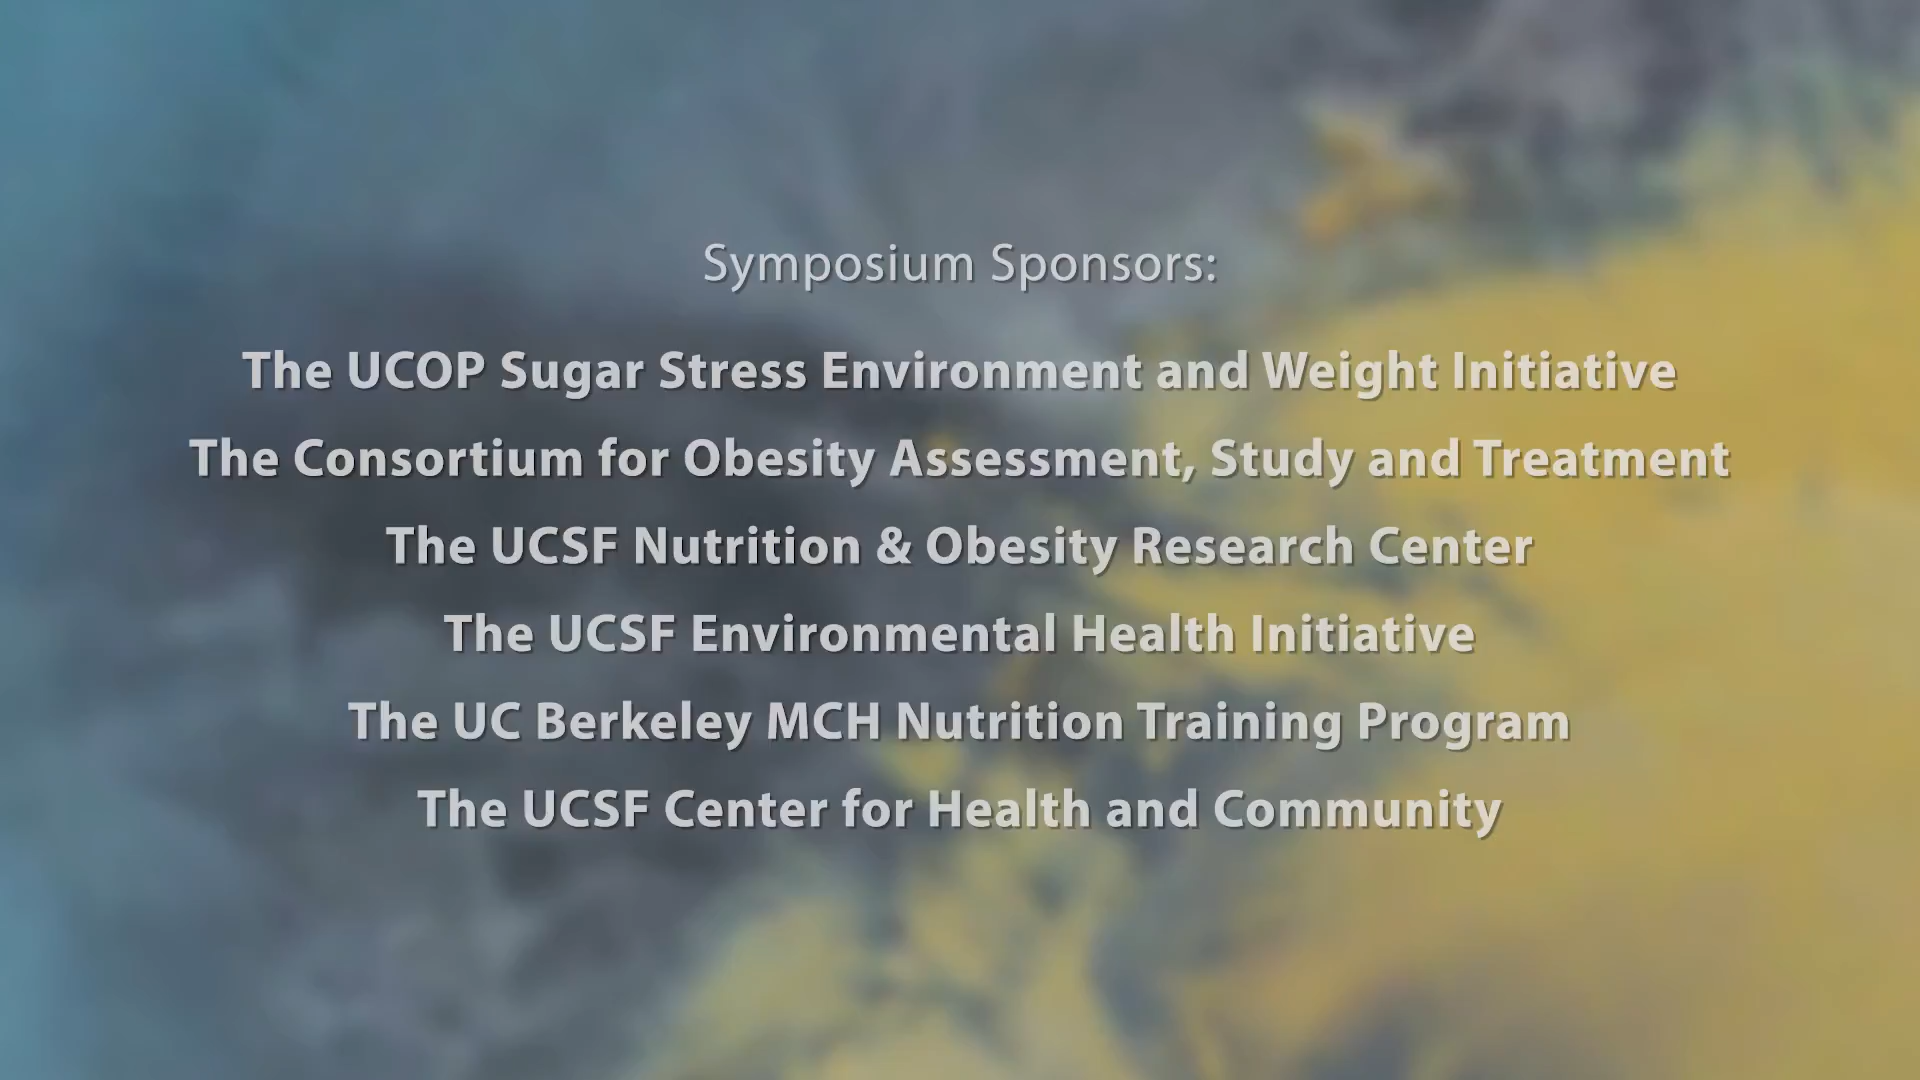 Symposium Sponsors:
The UCOP Sugar Stress Environment and Weight Initiative
The Consortium for Obesity Assessment, Study and Treatment
The UCSF Nutrition & Obesity Research Center
The UCSF Environmental Health Initiative
The UC Berkeley MCH Nutrition Training Program
The UCSF Center for Health and Community